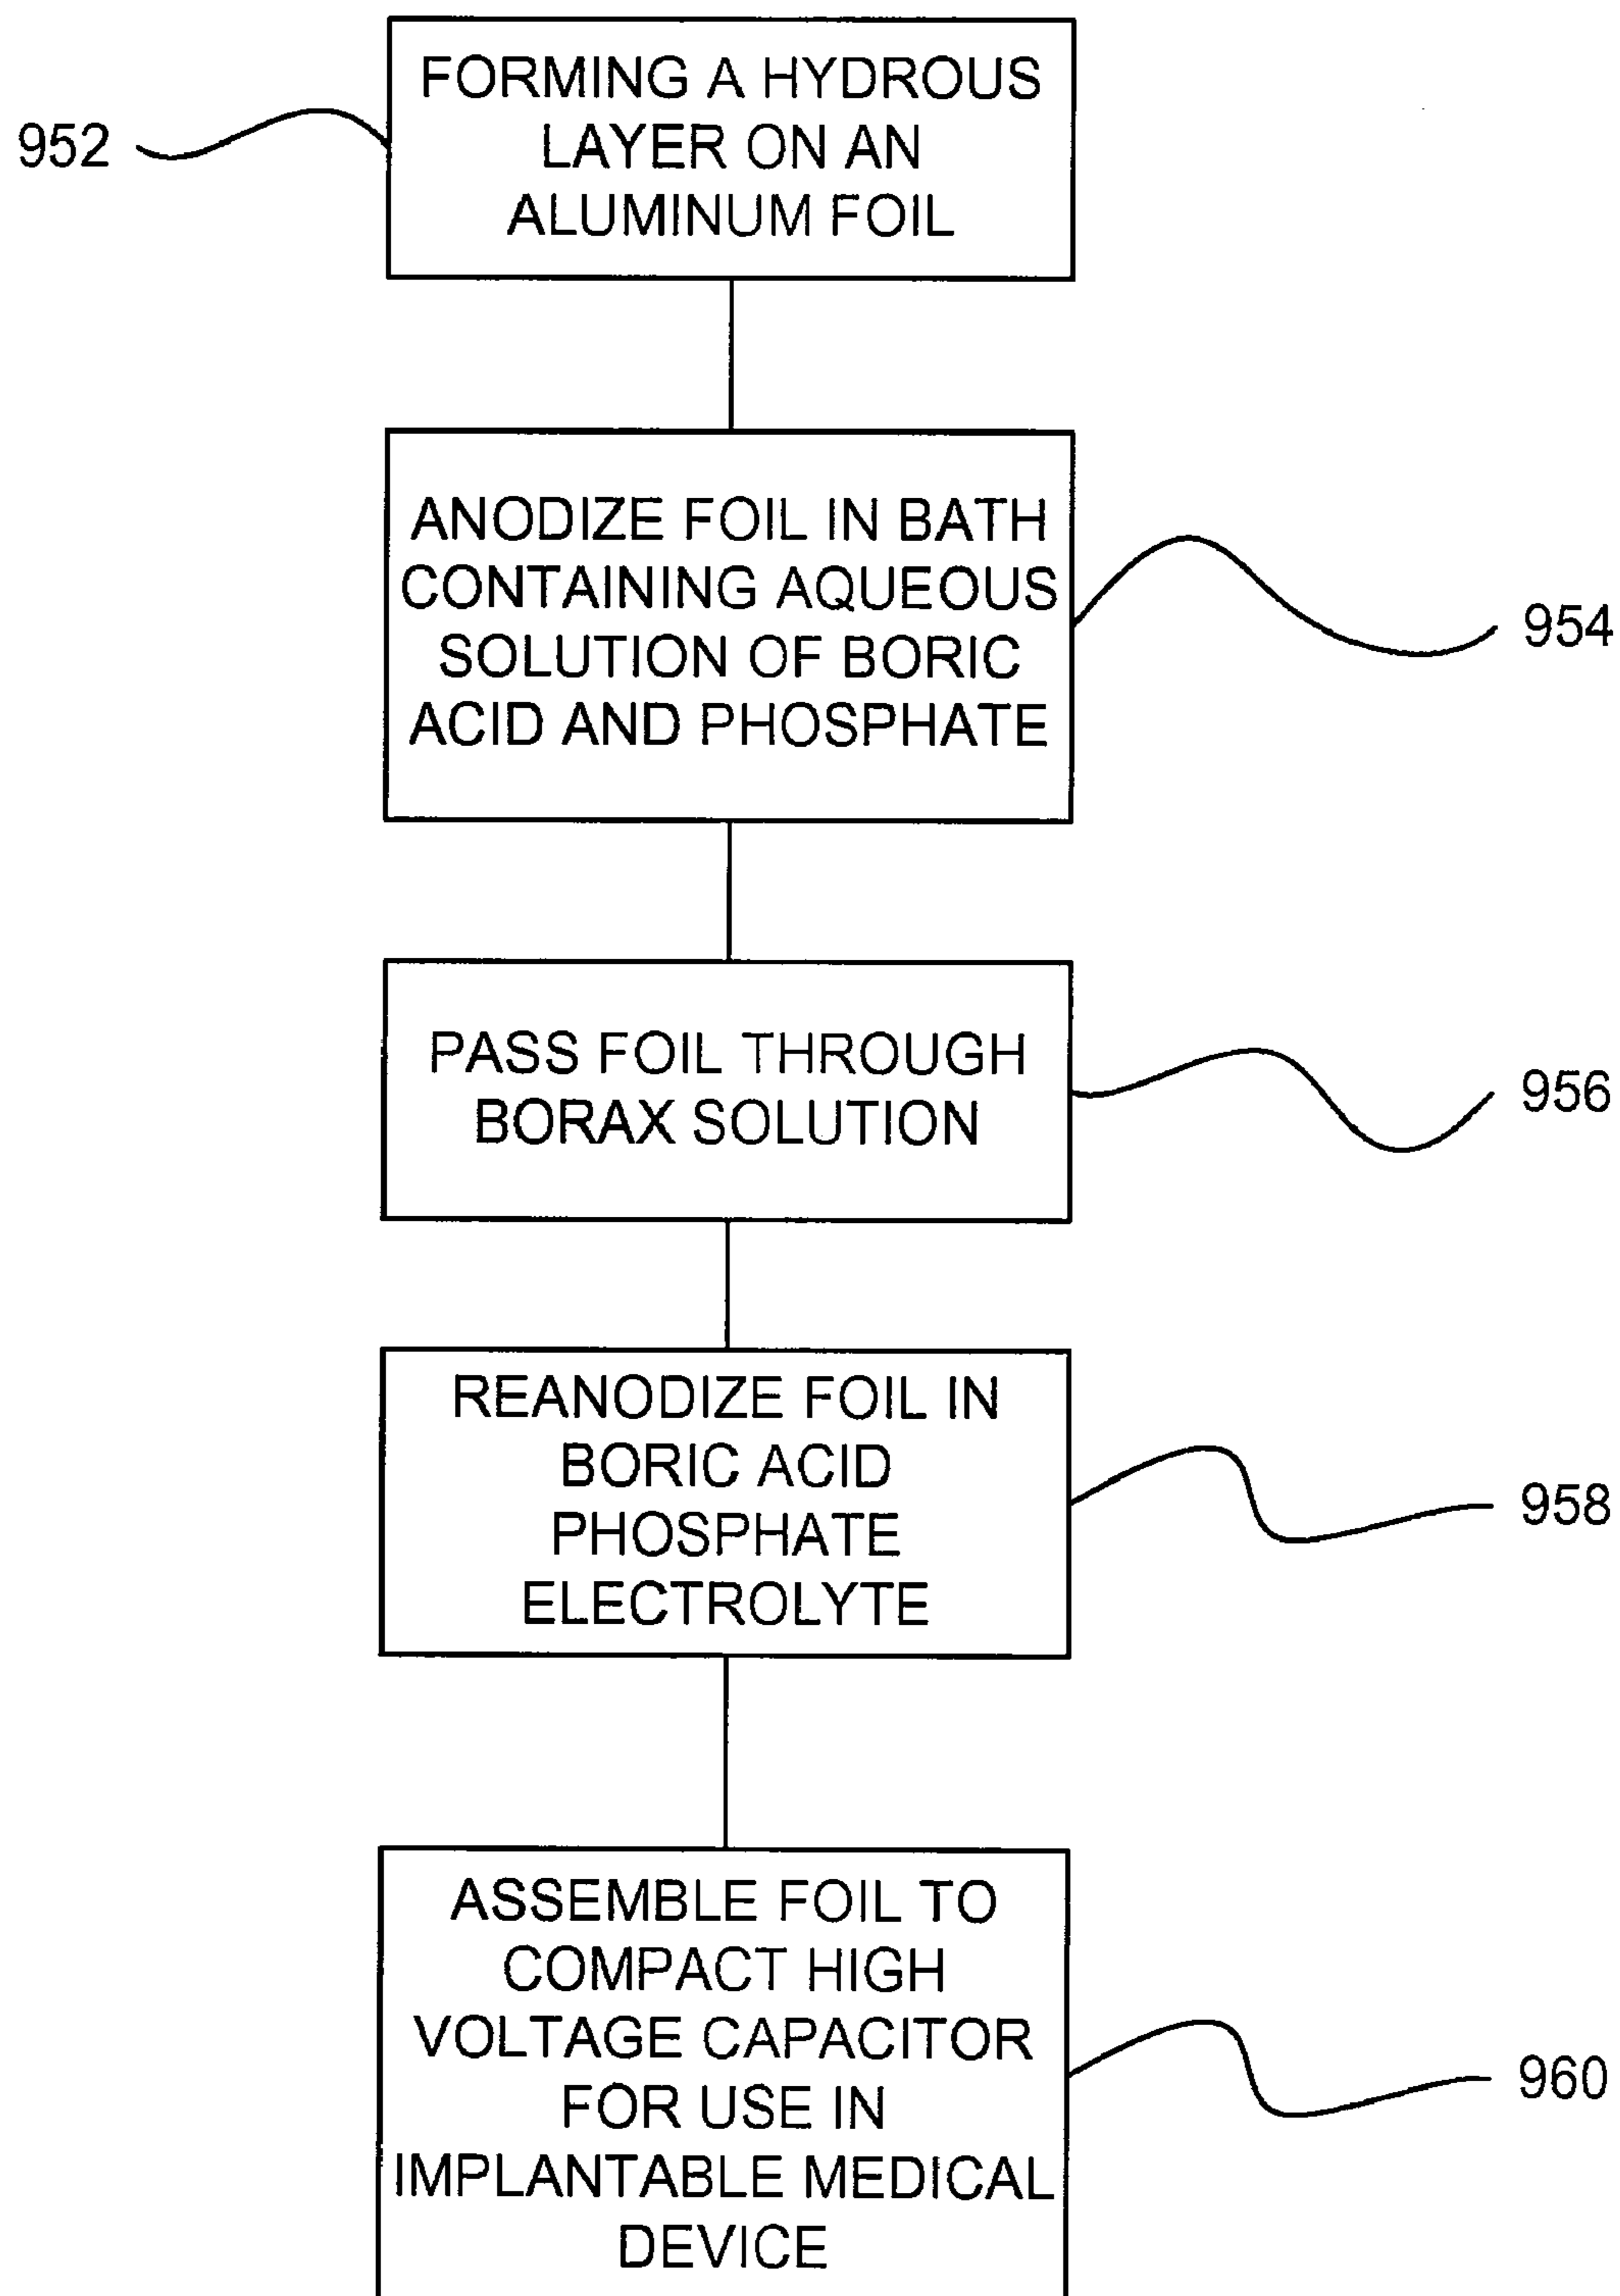 952
FORMING A HYDROUS
LAYER ON AN
ALUMINUM FOIL
ANODIZE FOIL IN BATH
CONTAINING AQUEOUS
SOLUTION OF BORIC
ACID AND PHOSPHATE
954
PASS FOIL THROUGH
BORAX SOLUTION
956
REANODIZE FOIL IN
BORIC ACID
PHOSPHATE
ELECTROLYTE
958
ASSEMBLE FOIL TO
COMPACT HIGH
VOLTAGE CAPACITOR
FOR USE IN
IMPLANTABLE MEDICAL
DEVICE
960